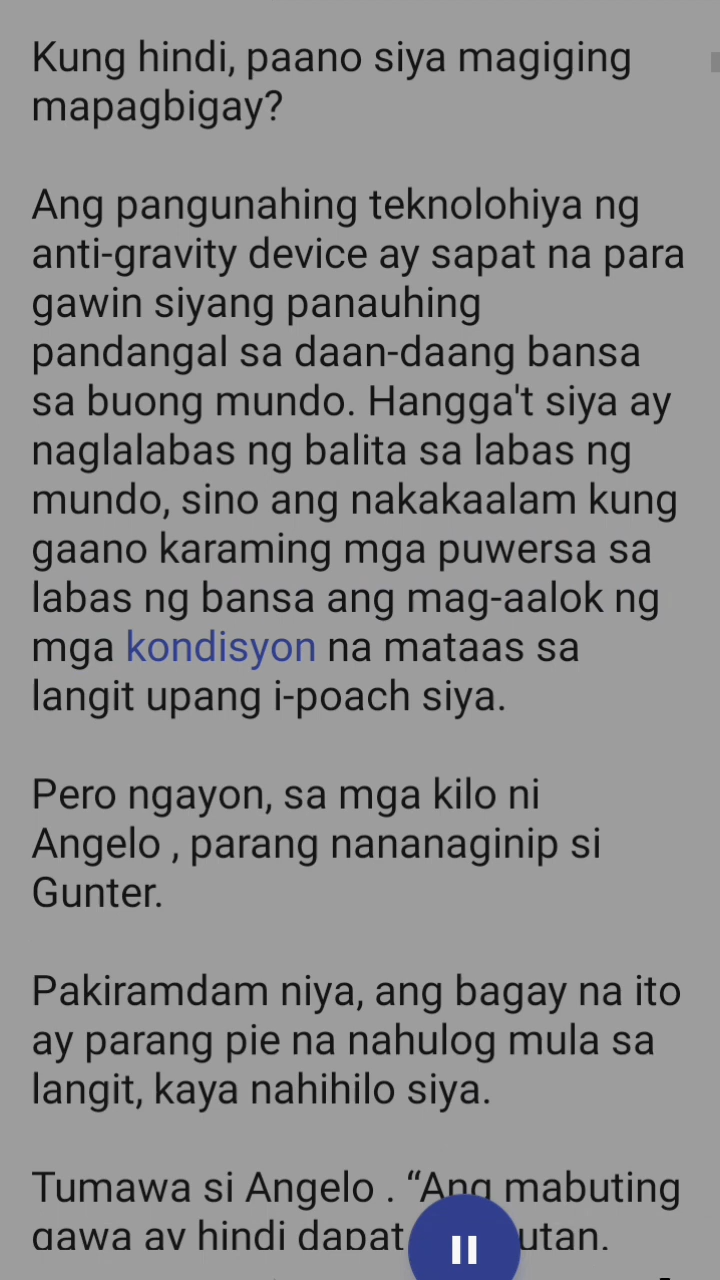 Kung hindi, paano siya magiging
mapagbigay?
Ang pangunahing teknolohiya ng
anti-gravity device ay sapat na para
gawin siyang panauhing
pandangal sa daan-daang bansa
sa buong mundo. Hangga't siya ay
naglalabas ng balita sa labas ng
mundo, sino ang nakakaalam kung
gaano karaming mga puwersa sa
labas ng bansa ang mag-aalok ng
mga kondisyon na mataas sa
langit upang i-poach siya.
Pero ngayon, sa mga kilo ni
Angelo , parang nananaginip si
Gunter.
Pakiramdam niya, ang bagay na ito
ay parang pie na nahulog mula sa
langit, kaya nahihilo siya.
Tumawa si Angelo . “Ang mabuting
gawa ay hindi dapat